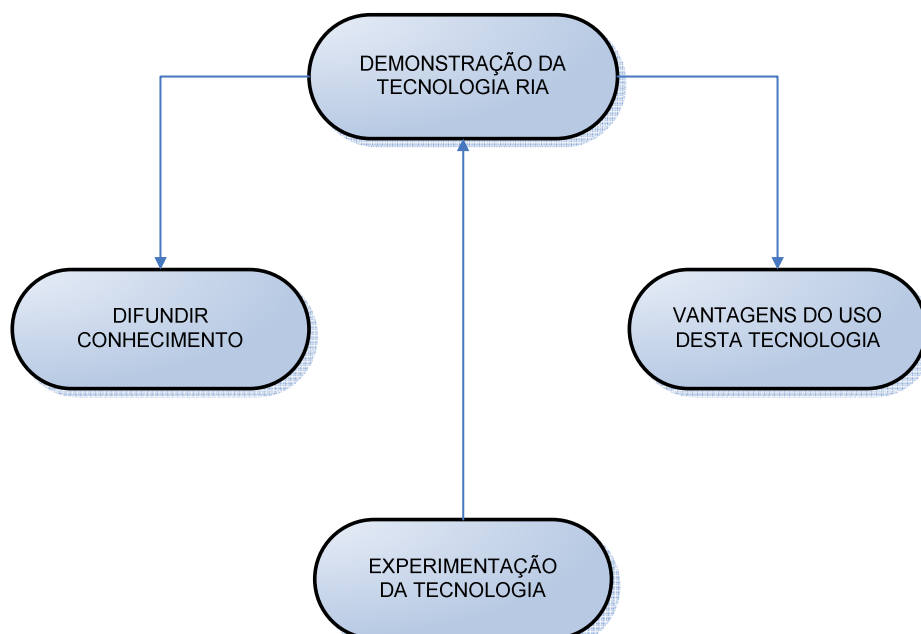 DEMONSTRAÇÃO DA
TECNOLOGIA RIA
DIFUNDIR
CONHECIMENTO
VANTAGENS DO USO
DESTA TECNOLOGIA
EXPERIMENTAÇÃO
DA TECNOLOGIA